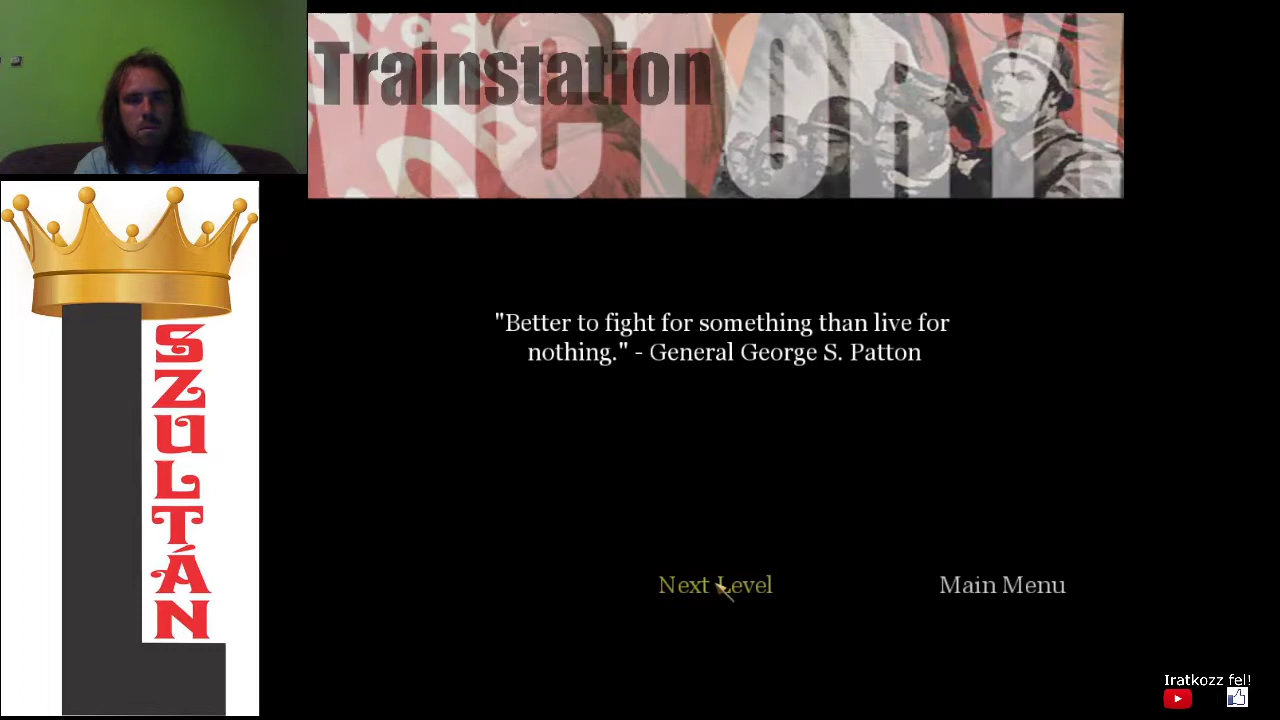 Trainstation
VICTORY
"Better to fight for something than live for
nothing." - General George S. Patton
Next Level
Main Menu
L
SZULTÁN
Iratkozz fel!